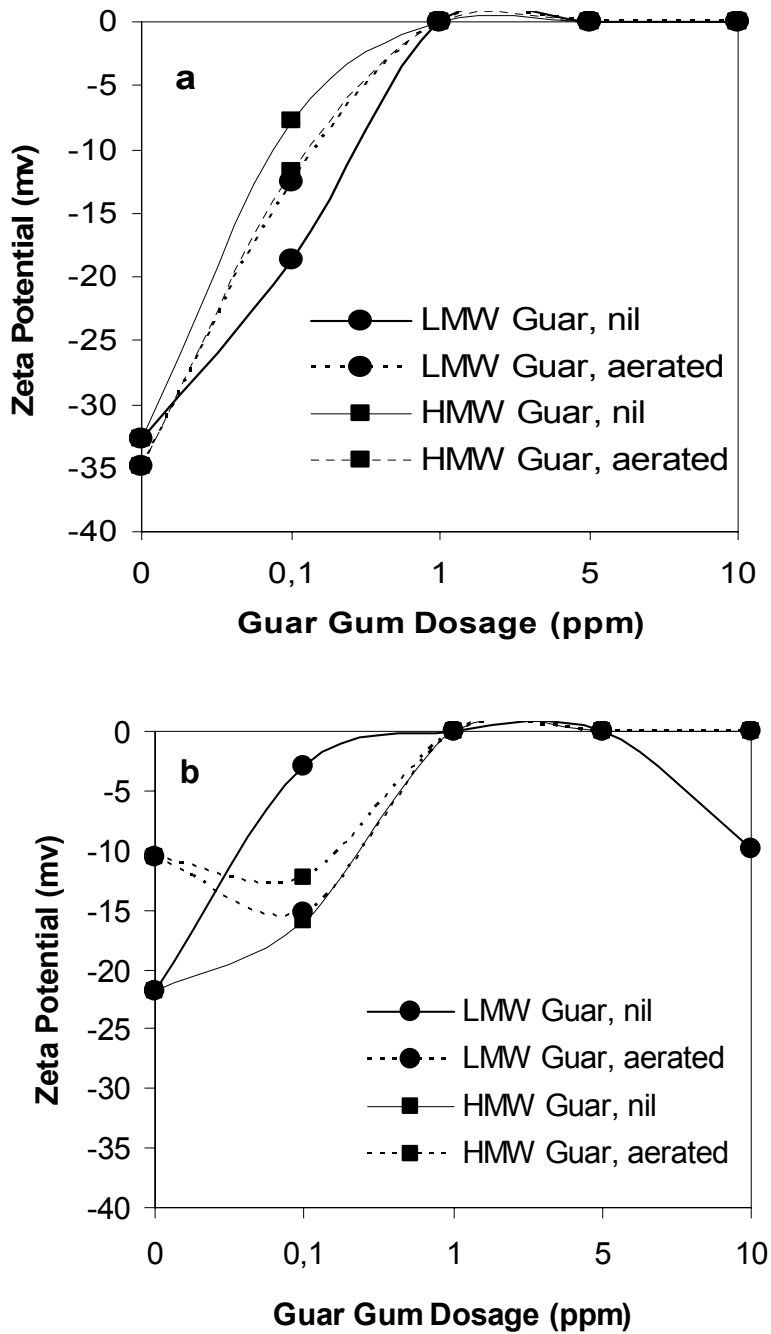 0
-5
-10
-15
-20
-25
-30
-35
-40
Zeta Potential (mv)
a
LMW Guar, nil
LMW Guar, aerated
HMW Guar, nil
HMW Guar, aerated
0 0,1 1 5 10
Guar Gum Dosage (ppm)
0
-5
-10
-15
-20
-25
-30
-35
-40
Zeta Potential (mv)
b
LMW Guar, nil
LMW Guar, aerated
HMW Guar, nil
HMW Guar, aerated
0 0,1 1 5 10
Guar Gum Dosage (ppm)